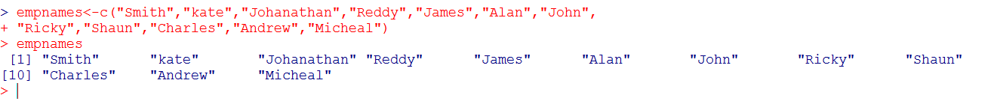 > empnames<-c("Smith","kate","Johanathan","Reddy","James","Alan","John",
+ "Ricky","Shaun","Charles","Andrew","Micheal")
> empnames
 [1] "Smith"      "kate"       "Johanathan" "Reddy"      "James"      "Alan"       "John"       "Ricky"      "Shaun"
[10] "Charles"    "Andrew"     "Micheal"
>